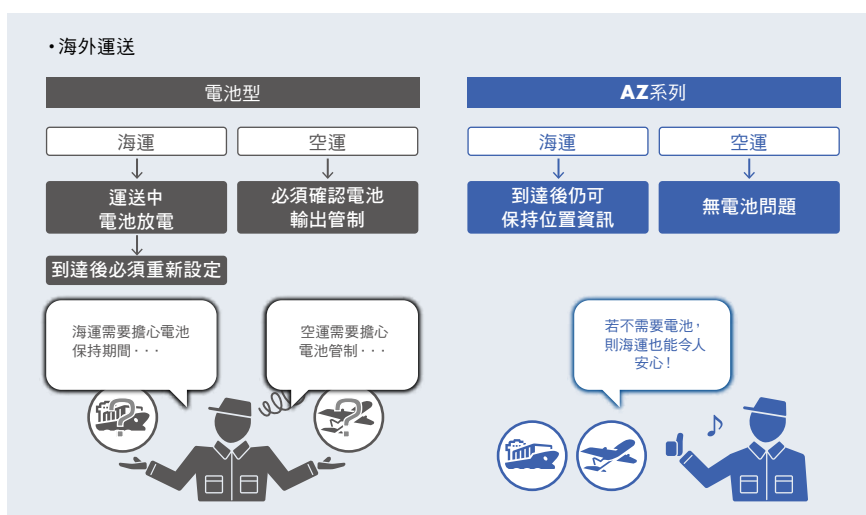 ・海外運送
電池型
海運
空運
運送中
電池放電
必須確認電池
輸出管制
到達後必須重新設定
海運需要擔心電池
保持期間・・・
空運需要擔心
電池管制・・・
?
?
AZ系列
海運
空運
到達後仍可
保持位置資訊
無電池問題
若不需要電池，
則海運也能令人
安心！